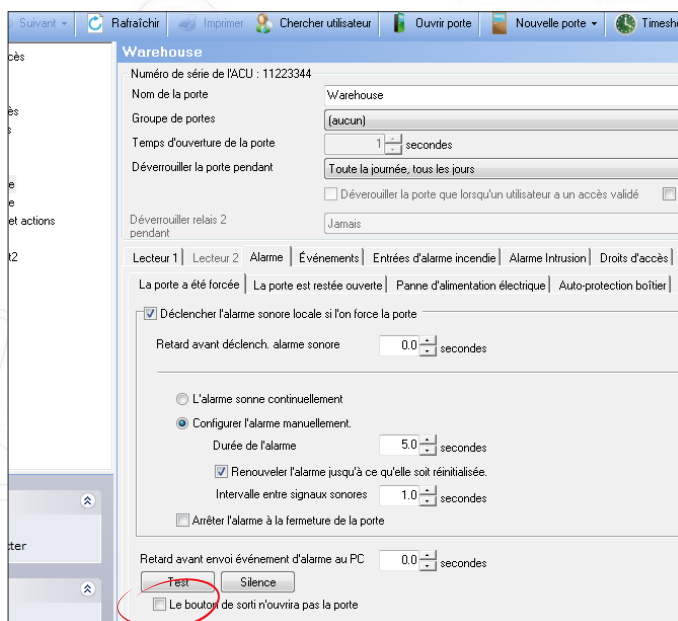 Suivant Rafraîchir Imprimer Chercher utilisateur Ouvrir porte Nouvelle porte Timeshe
cès
ès
s
e
e
et actions
t2
tter
Warehouse
Numéro de série de l'ACU : 11223344
Nom de la porte Warehouse
Groupe de portes (aucun)
Temps d'ouverture de la porte 1 secondes
Déverrouiller la porte pendant Toute la journée, tous les jours
Déverouiller la porte que lorsqu'un utilisateur a un accès validé
Déverrouiller relais 2 pendant Jamais
Lecteur 1 Lecteur 2 Alarme Événements Entrées d'alarme incendie Alarme Intrusion Droits d'accès
La porte a été forcée La porte est restée ouverte Panne d'alimentation électrique Auto-protection boîtier
Déclencher l'alarme sonore locale si l'on force la porte
Retard avant déclench. alarme sonore 0.0 secondes
L'alarme sonne continuellement
Configurer l'alarme manuellement.
Durée de l'alarme 5.0 secondes
Renouveler l'alarme jusqu'à ce qu'elle soit réinitialisée.
Intervalle entre signaux sonores 1.0 secondes
Arrêter l'alarme à la fermeture de la porte
Retard avant envoi événement d'alarme au PC 0.0 secondes
Test Silence
Le bouton de sorti n'ouvrira pas la porte